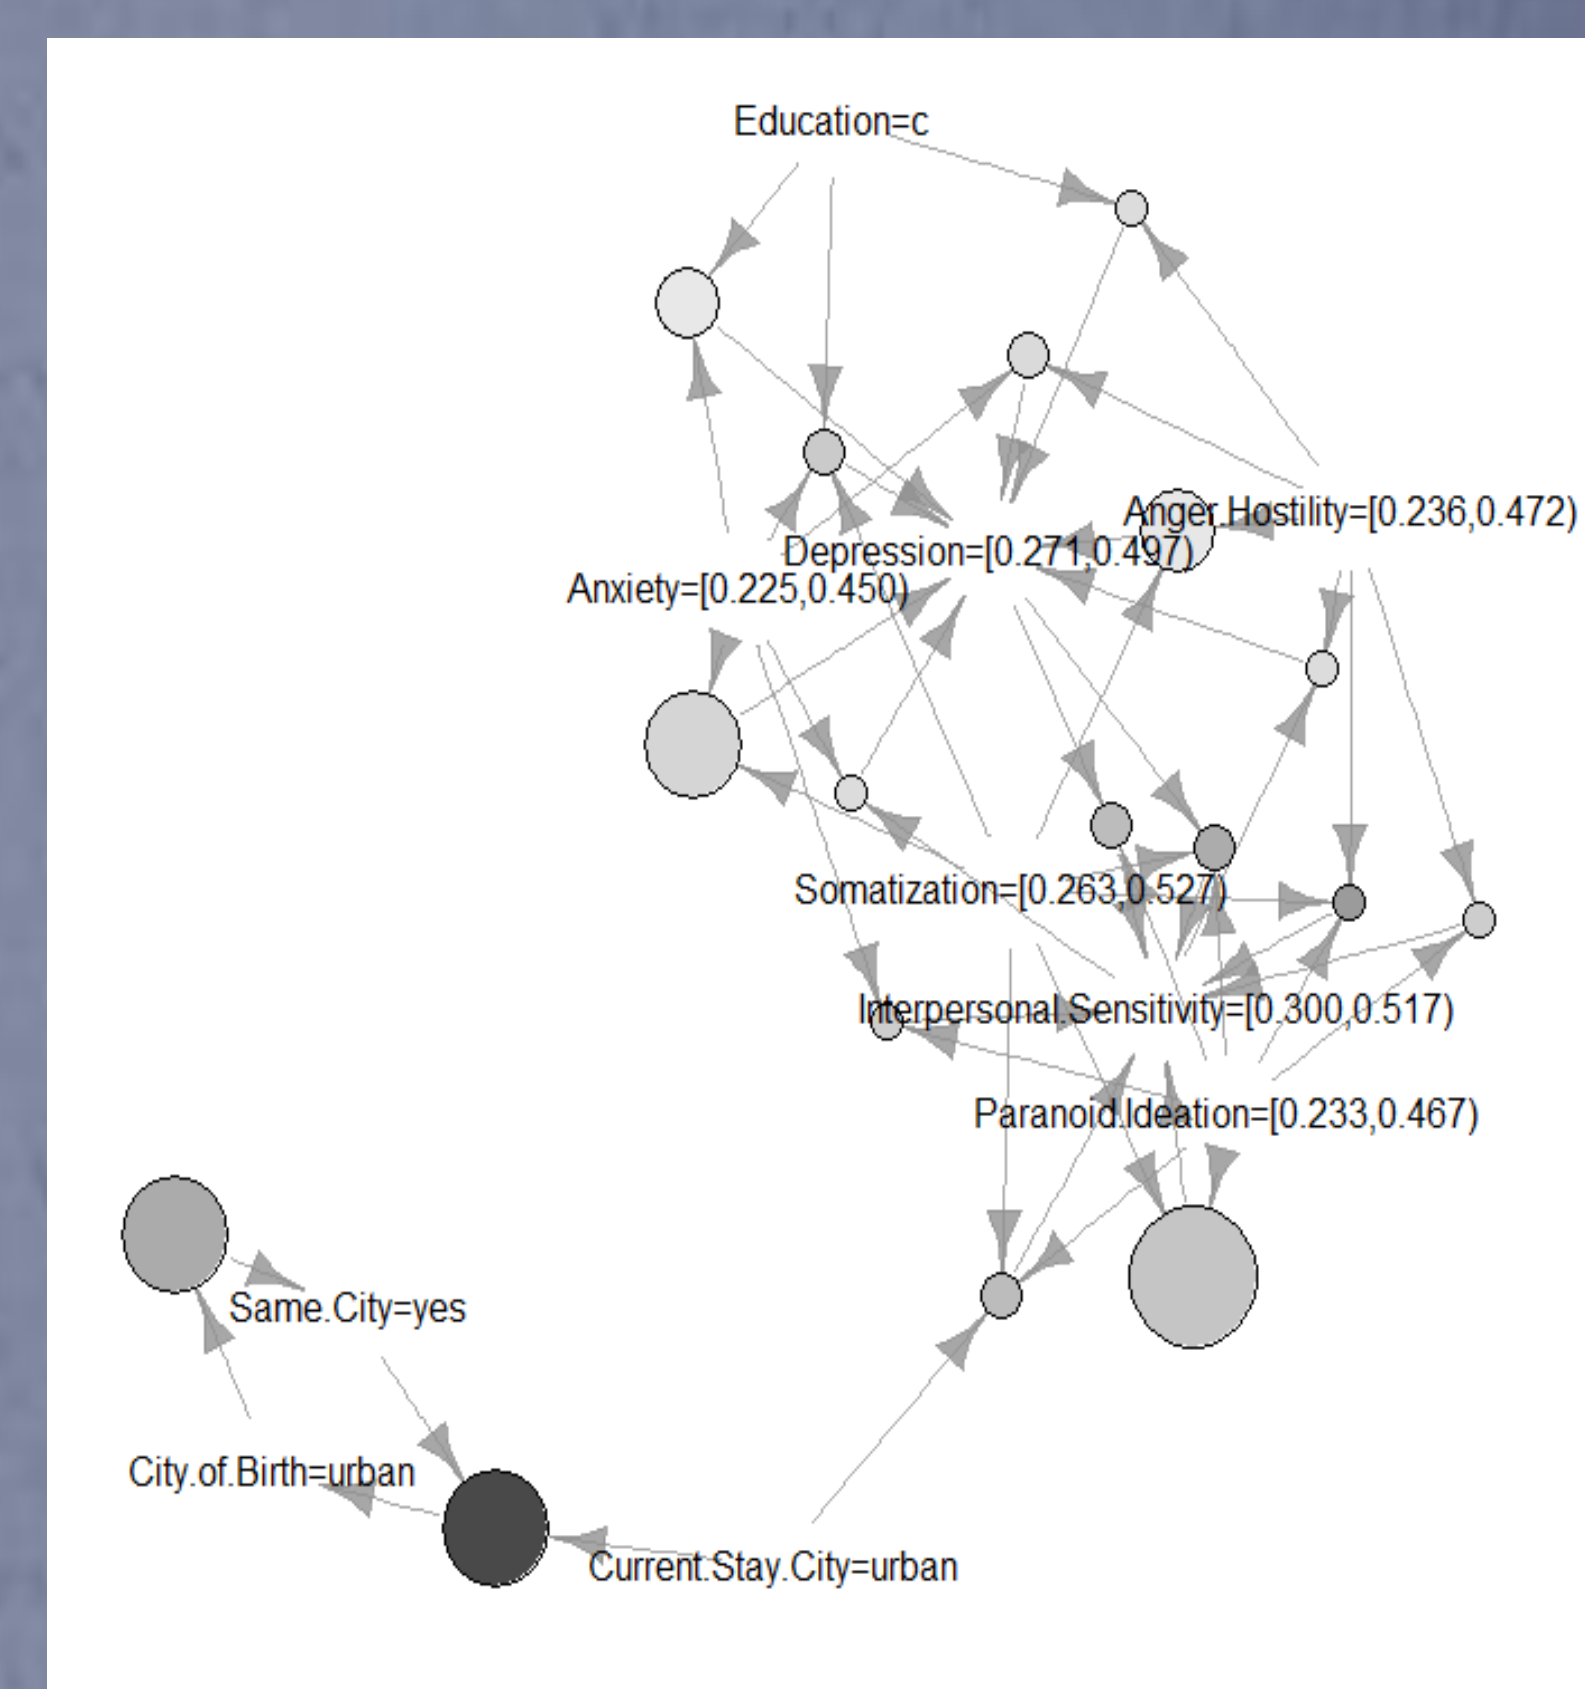 Education=c
Anger.Hostility=[0.236,0.472)
Depression=[0.271,0.497)
Anxiety=[0.225,0.450)
Somatization=[0.263,0.527)
Interpersonal.Sensitivity=[0.300,0.517)
Paranoid.Ideation=[0.233,0.467)
Same.City=yes
City.of.Birth=urban
Current.Stay.City=urban